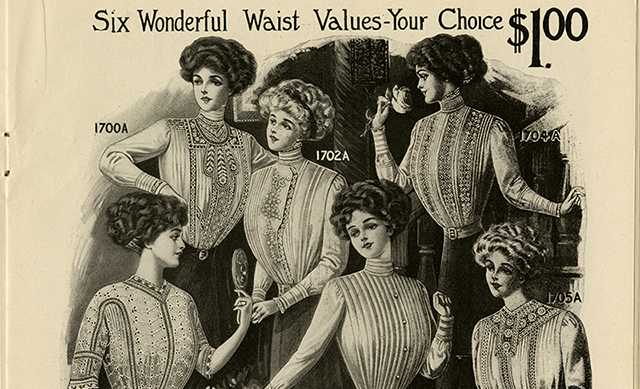 Six Wonderful Waist Values-Your Choice $1.00
1700A
1702A
1704A
1705A